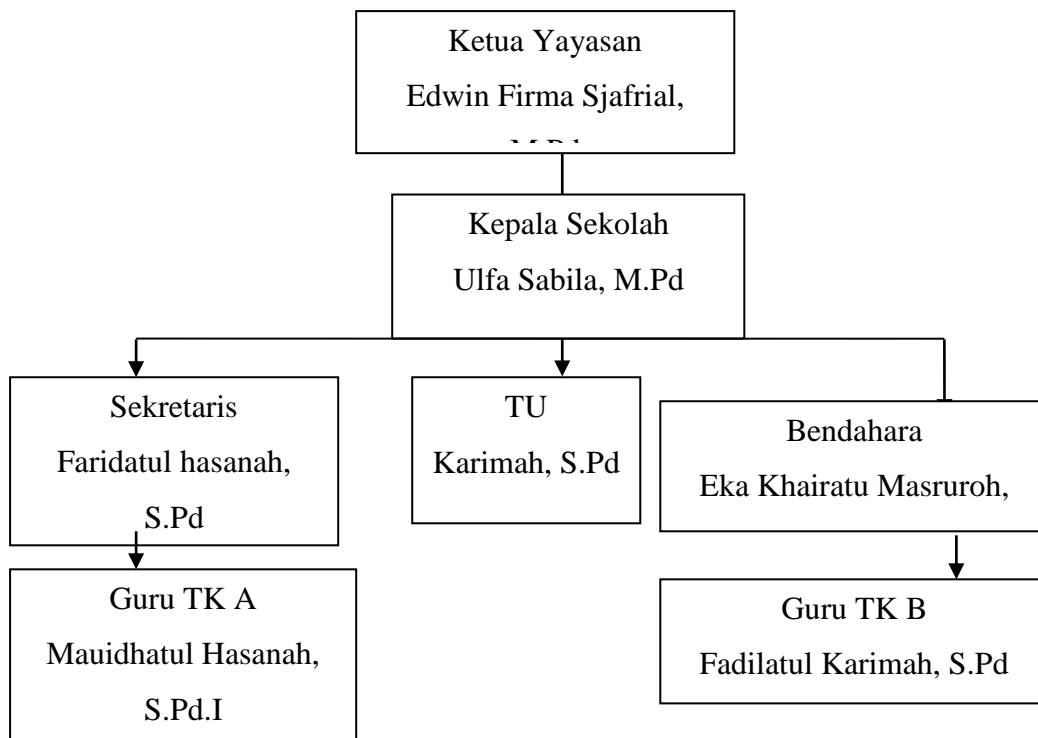 Ketua Yayasan
Edwin Firma Sjafrial,
Kepala Sekolah
Ulfa Sabila, M.Pd
Sekretaris
Faridatul hasanah,
S.Pd
TU
Karimah, S.Pd
Bendahara
Eka Khairatu Masruroh,
Guru TK A
Mauidhatul Hasanah,
S.Pd.I
Guru TK B
Fadilatul Karimah, S.Pd